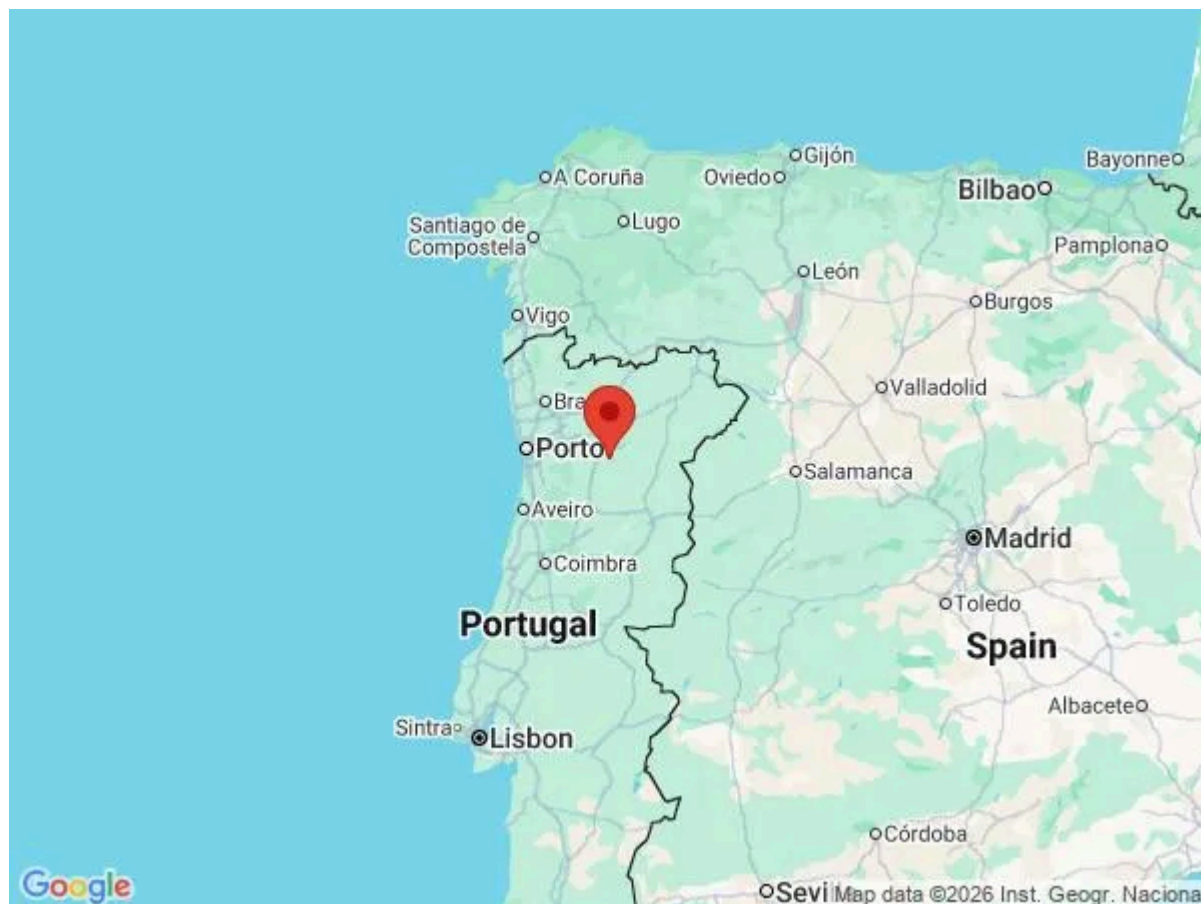 Gijón
A Coruña
Oviedo
Bayonne
Bilbao
Santiago de
Compostela
Lugo
Pamplona
León
Burgos
Vigo
Valladolid
Porto
Salamanca
Aveiro
Madrid
Coimbra
Toledo
Portugal
Spain
Albacete
Sintra
Lisbon
Córdoba
Google
Map data ©2026 Inst. Geogr. Naciona